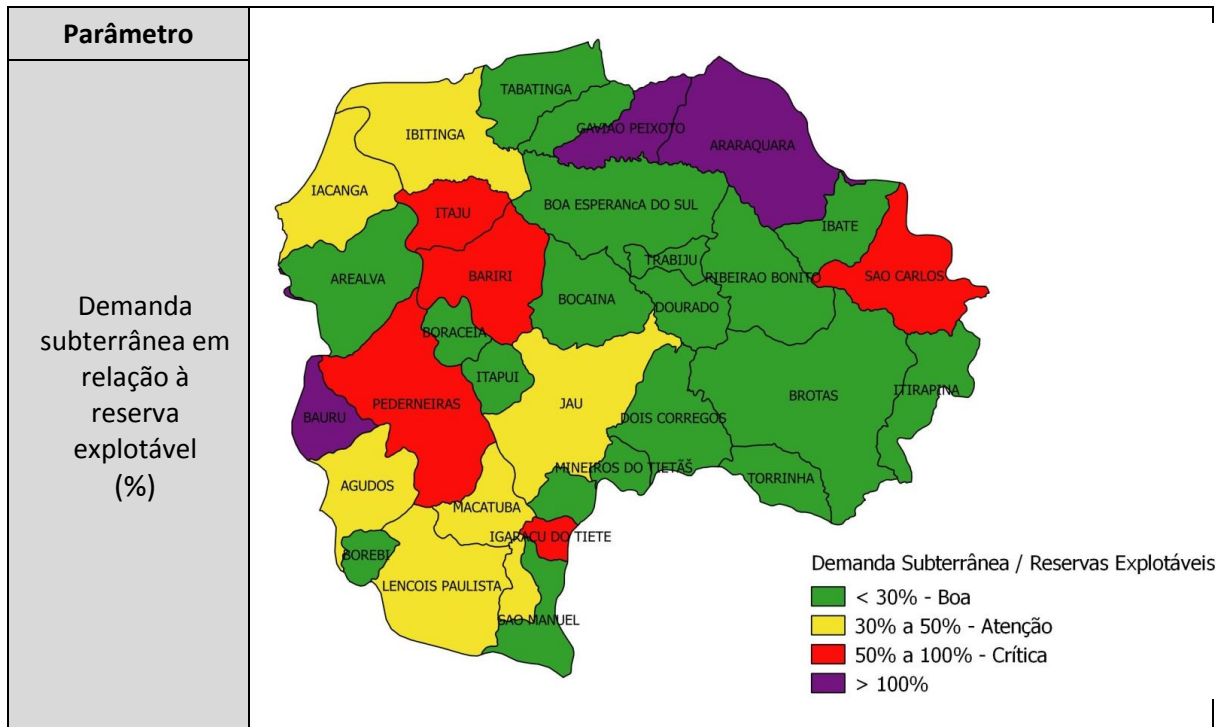 Parâmetro
Demanda
subterrânea em
relação à
reserva
explotável
(%)
TABATINGA
GAVIÃO PEIXOTO
IBITINGA
ARARAQUARA
IACANGA
ITAJU
BOA ESPERANcA DO SUL
IBATE
TRABIJU
AREALVA
BARIRI
RIBEIRAO BONITO
SAO CARLOS
BOCAINA
DOURADO
BORACEIA
ITAPUI
ITIRAPINA
BROTAS
JAU
PEDERNEIRAS
DOIS CORREGOS
BAURU
MINEIROS DO TIETÃŠ
TORRINHA
AGUDOS
MACATUBA
IGARACU DO TIETE
BOREBI
LENCOIS PAULISTA
SAO MANUEL
Demanda Subterrânea / Reservas Explotáveis
< 30% - Boa
30% a 50% - Atenção
50% a 100% - Crítica
> 100%